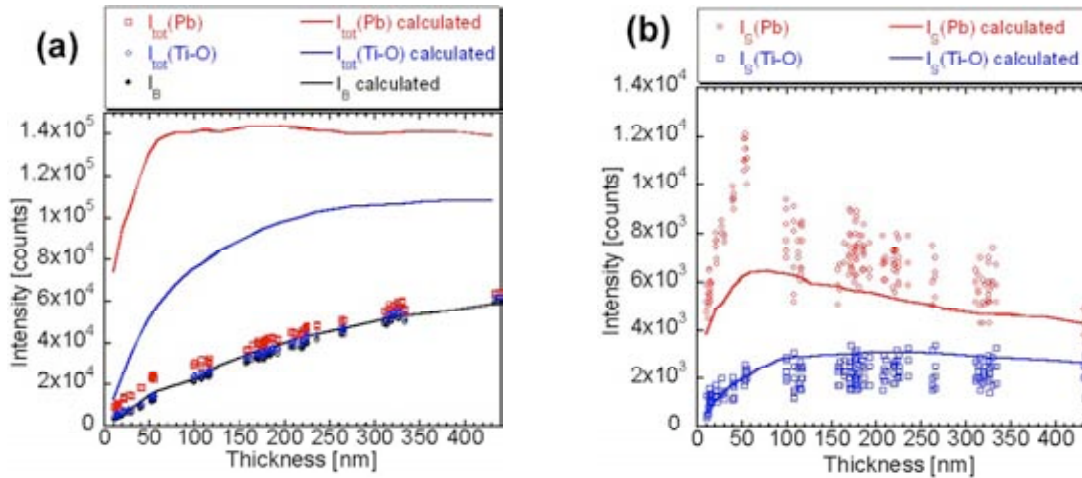 (a)
I_tot(Pb) I_tot(Pb) calculated
I_tot(Ti-O) I_tot(Ti-O) calculated
I_B I_B calculated
1.4x10^5
1.2x10^5
1x10^5
8x10^4
6x10^4
4x10^4
2x10^4
0
Intensity [counts]
0 50 100 150 200 250 300 350 400
Thickness [nm]
(b)
I_S(Pb) I_S(Pb) calculated
I_S(Ti-O) I_S(Ti-O) calculated
1.4x10^4
1.2x10^4
1x10^4
8x10^3
6x10^3
4x10^3
2x10^3
0
Intensity [counts]
0 50 100 150 200 250 300 350 400
Thickness [nm]